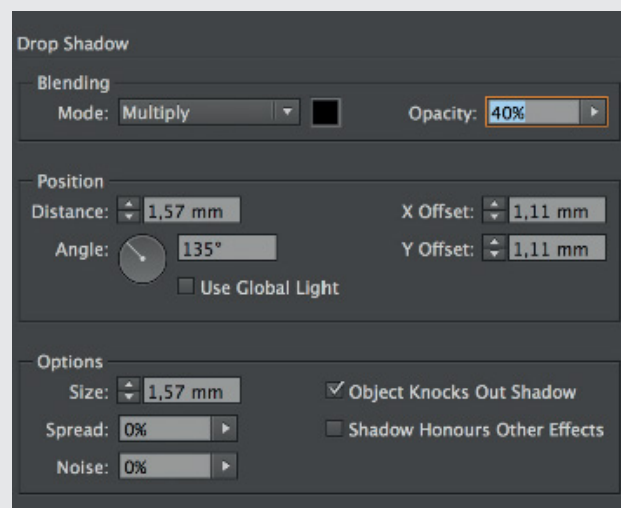 Drop Shadow
Blending
Mode: Multiply Opacity: 40%
Position
Distance: 1,57 mm X Offset: 1,11 mm
Angle: 135° Y Offset: 1,11 mm
Use Global Light
Options
Size: 1,57 mm Object Knocks Out Shadow
Spread: 0% Shadow Honours Other Effects
Noise: 0%